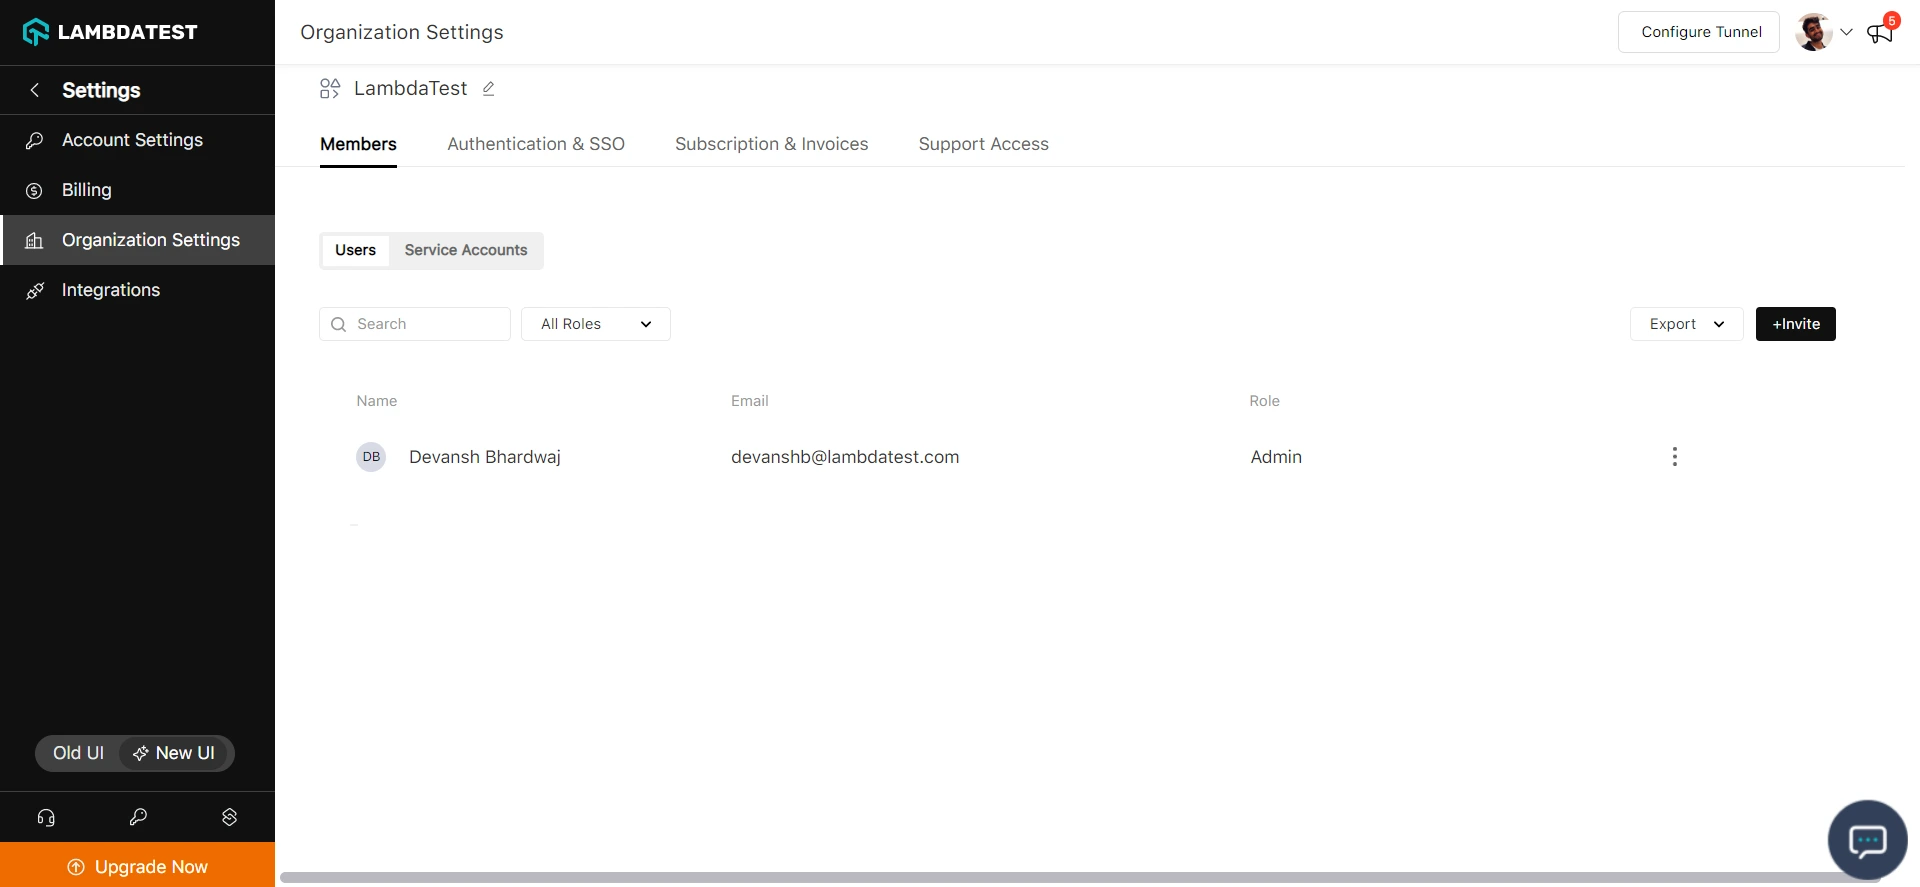 LAMBDATEST
Settings
Account Settings
Billing
Organization Settings
Integrations
Old UI
New UI
Upgrade Now
Organization Settings
Configure Tunnel
5
LambdaTest
Members
Authentication & SSO
Subscription & Invoices
Support Access
Users
Service Accounts
Search
All Roles
Export
+Invite
Name
Email
Role
DB
Devansh Bhardwaj
devanshb@lambdatest.com
Admin